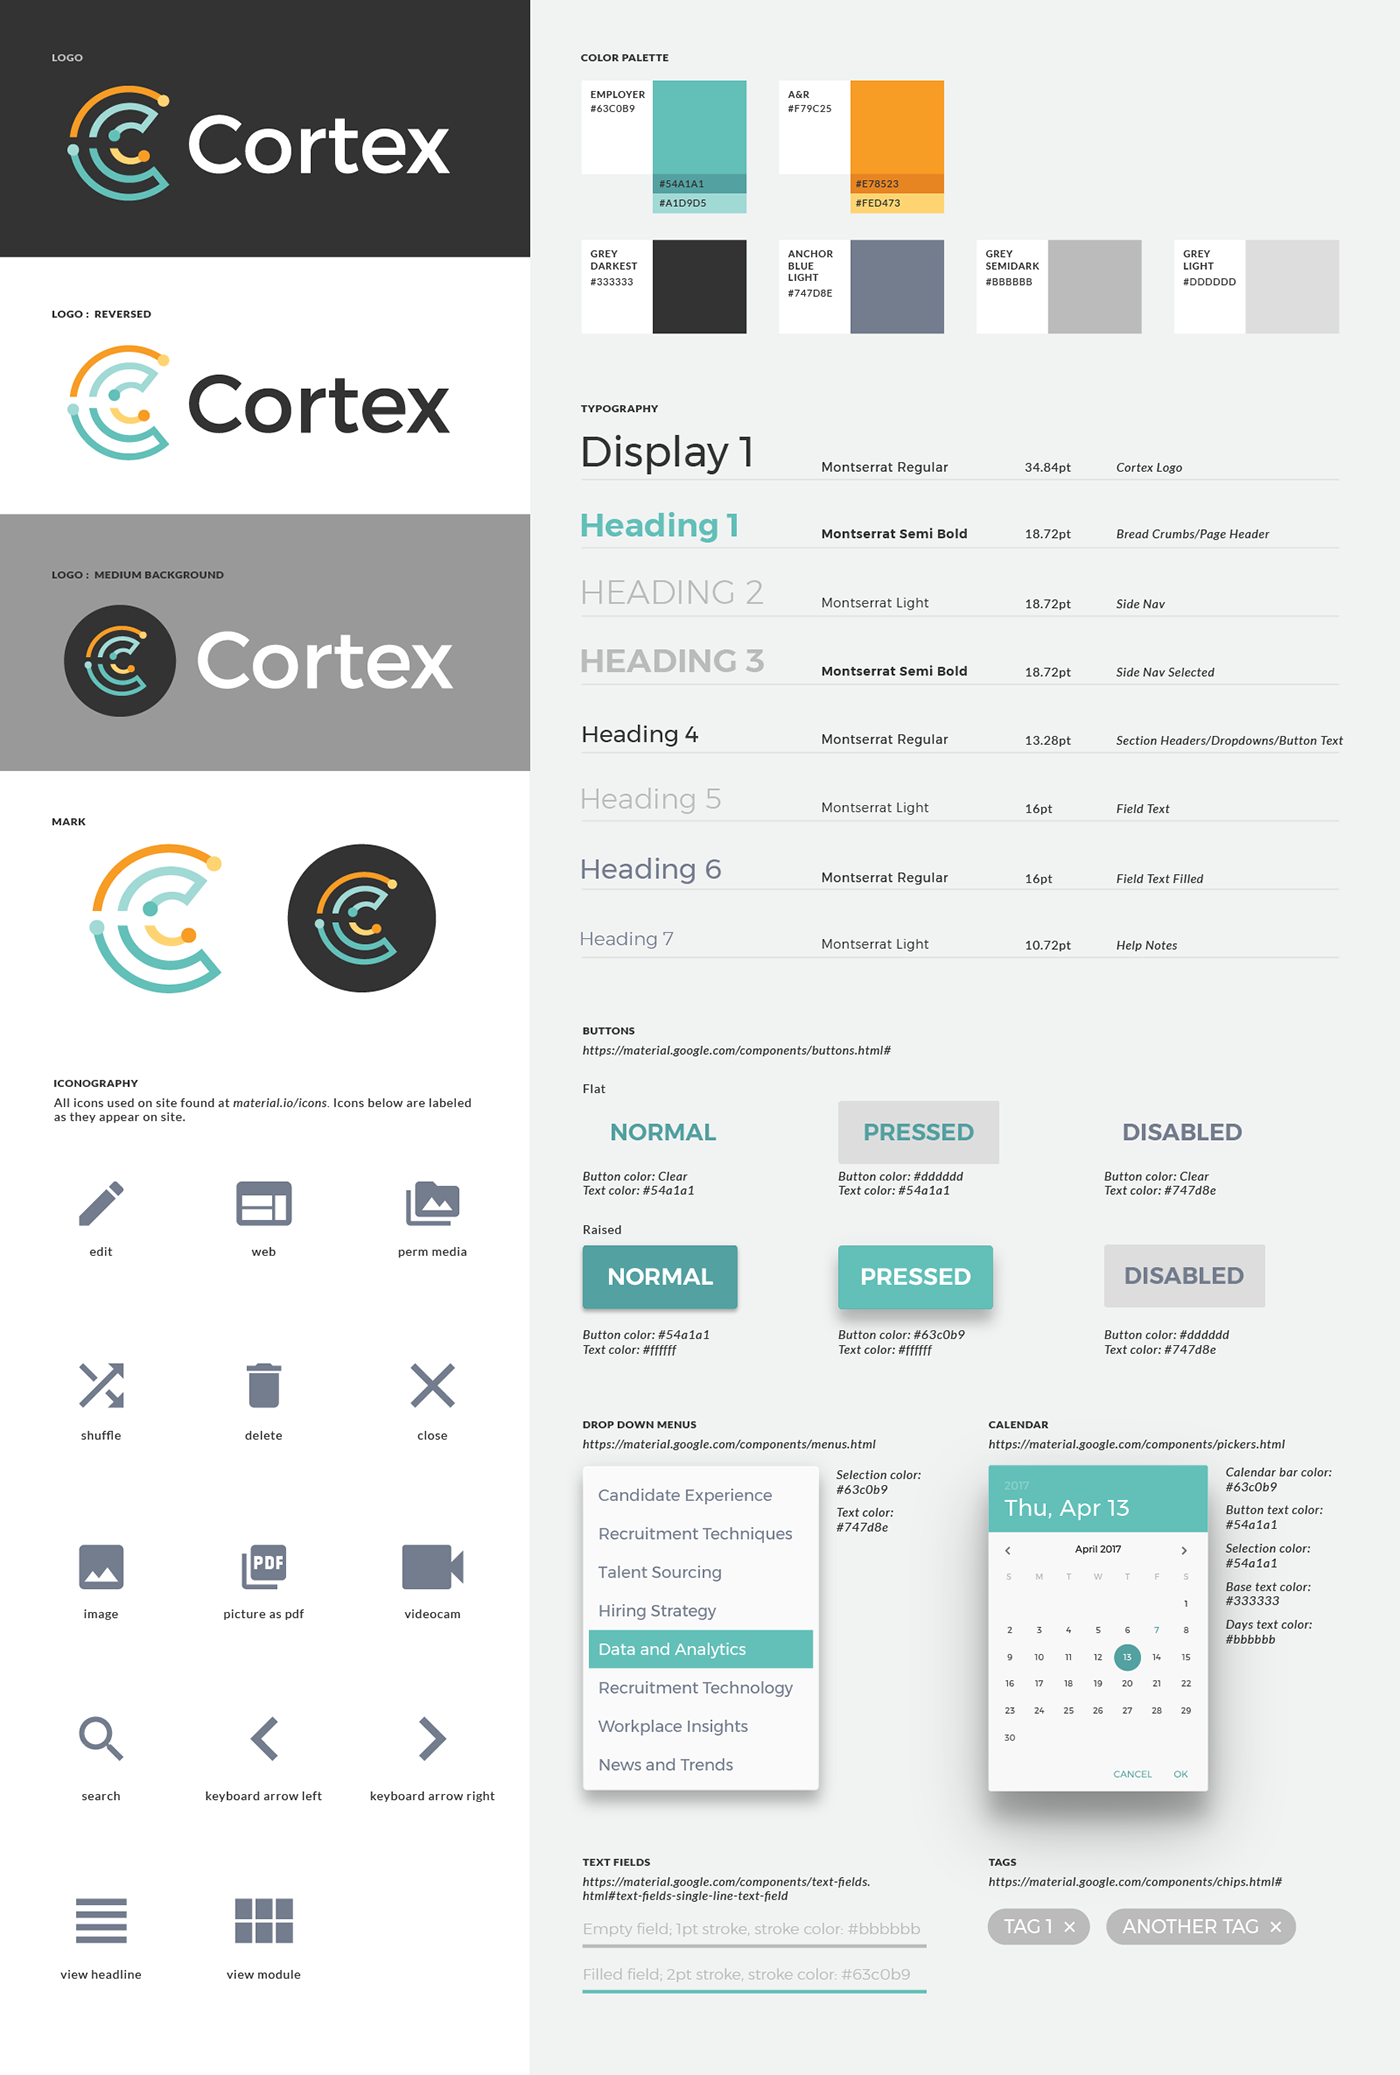 LOGO
Cortex
LOGO : REVERSED
Cortex
LOGO : MEDIUM BACKGROUND
Cortex
MARK
ICONOGRAPHY
All icons used on site found at material.io/icons. Icons below are labeled
as they appear on site.
edit
web
perm media
shuffle
delete
close
PDF
image
picture as pdf
videocam
search
keyboard arrow left
keyboard arrow right
view headline
view module
COLOR PALETTE
EMPLOYER
#63C0B9
#54A1A1
#A1D9D5
A&R
#F79C25
#E78523
#FED473
GREY
DARKEST
#333333
ANCHOR
BLUE
LIGHT
#747D8E
GREY
SEMIDARK
#BBBBBB
GREY
LIGHT
#DDDDDD
TYPOGRAPHY
Display 1 Montserrat Regular 34.84pt Cortex Logo
Heading 1 Montserrat Semi Bold 18.72pt Bread Crumbs/Page Header
HEADING 2 Montserrat Light 18.72pt Side Nav
HEADING 3 Montserrat Semi Bold 18.72pt Side Nav Selected
Heading 4 Montserrat Regular 13.28pt Section Headers/Dropdowns/Button Text
Heading 5 Montserrat Light 16pt Field Text
Heading 6 Montserrat Regular 16pt Field Text Filled
Heading 7 Montserrat Light 10.72pt Help Notes
BUTTONS
https://material.google.com/components/buttons.html#
Flat
NORMAL
Button color: Clear
Text color: #54a1a1
PRESSED
Button color: #dddddd
Text color: #54a1a1
DISABLED
Button color: Clear
Text color: #747d8e
Raised
NORMAL
Button color: #54a1a1
Text color: #ffffff
PRESSED
Button color: #63c0b9
Text color: #ffffff
DISABLED
Button color: #dddddd
Text color: #747d8e
DROP DOWN MENUS
https://material.google.com/components/menus.html
Candidate Experience
Recruitment Techniques
Talent Sourcing
Hiring Strategy
Data and Analytics
Recruitment Technology
Workplace Insights
News and Trends
Selection color:
#63c0b9
Text color:
#747d8e
CALENDAR
https://material.google.com/components/pickers.html
2017
Thu, Apr 13
April 2017
S M T W T F S
1
2 3 4 5 6 7 8
9 10 11 12 13 14 15
16 17 18 19 20 21 22
23 24 25 26 27 28 29
30
CANCEL OK
Calendar bar color:
#63c0b9
Button text color:
#54a1a1
Selection color:
#54a1a1
Base text color:
#333333
Days text color:
#bbbbbb
TEXT FIELDS
https://material.google.com/components/text-fields.
html#text-fields-single-line-text-field
Empty field; 1pt stroke, stroke color: #bbbbbb
Filled field; 2pt stroke, stroke color: #63c0b9
TAGS
https://material.google.com/components/chips.html#
TAG 1 ×
ANOTHER TAG ×